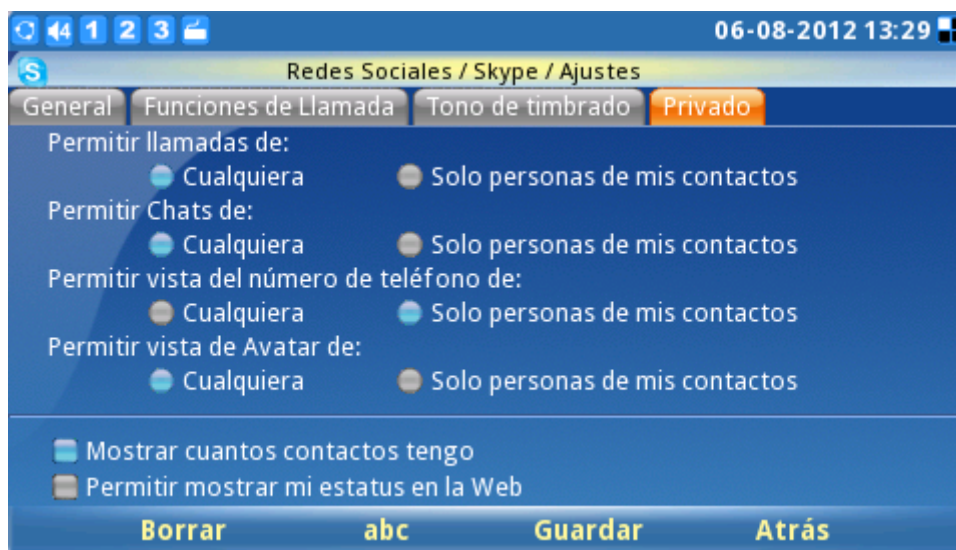 4 1 2 3 06-08-2012 13:29
S Redes Sociales / Skype / Ajustes
General Funciones de Llamada Tono de timbrado Privado
Permitir llamadas de:
Cualquiera Solo personas de mis contactos
Permitir Chats de:
Cualquiera Solo personas de mis contactos
Permitir vista del número de teléfono de:
Cualquiera Solo personas de mis contactos
Permitir vista de Avatar de:
Cualquiera Solo personas de mis contactos
Mostrar cuantos contactos tengo
Permitir mostrar mi estatus en la Web
Borrar abc Guardar Atrás